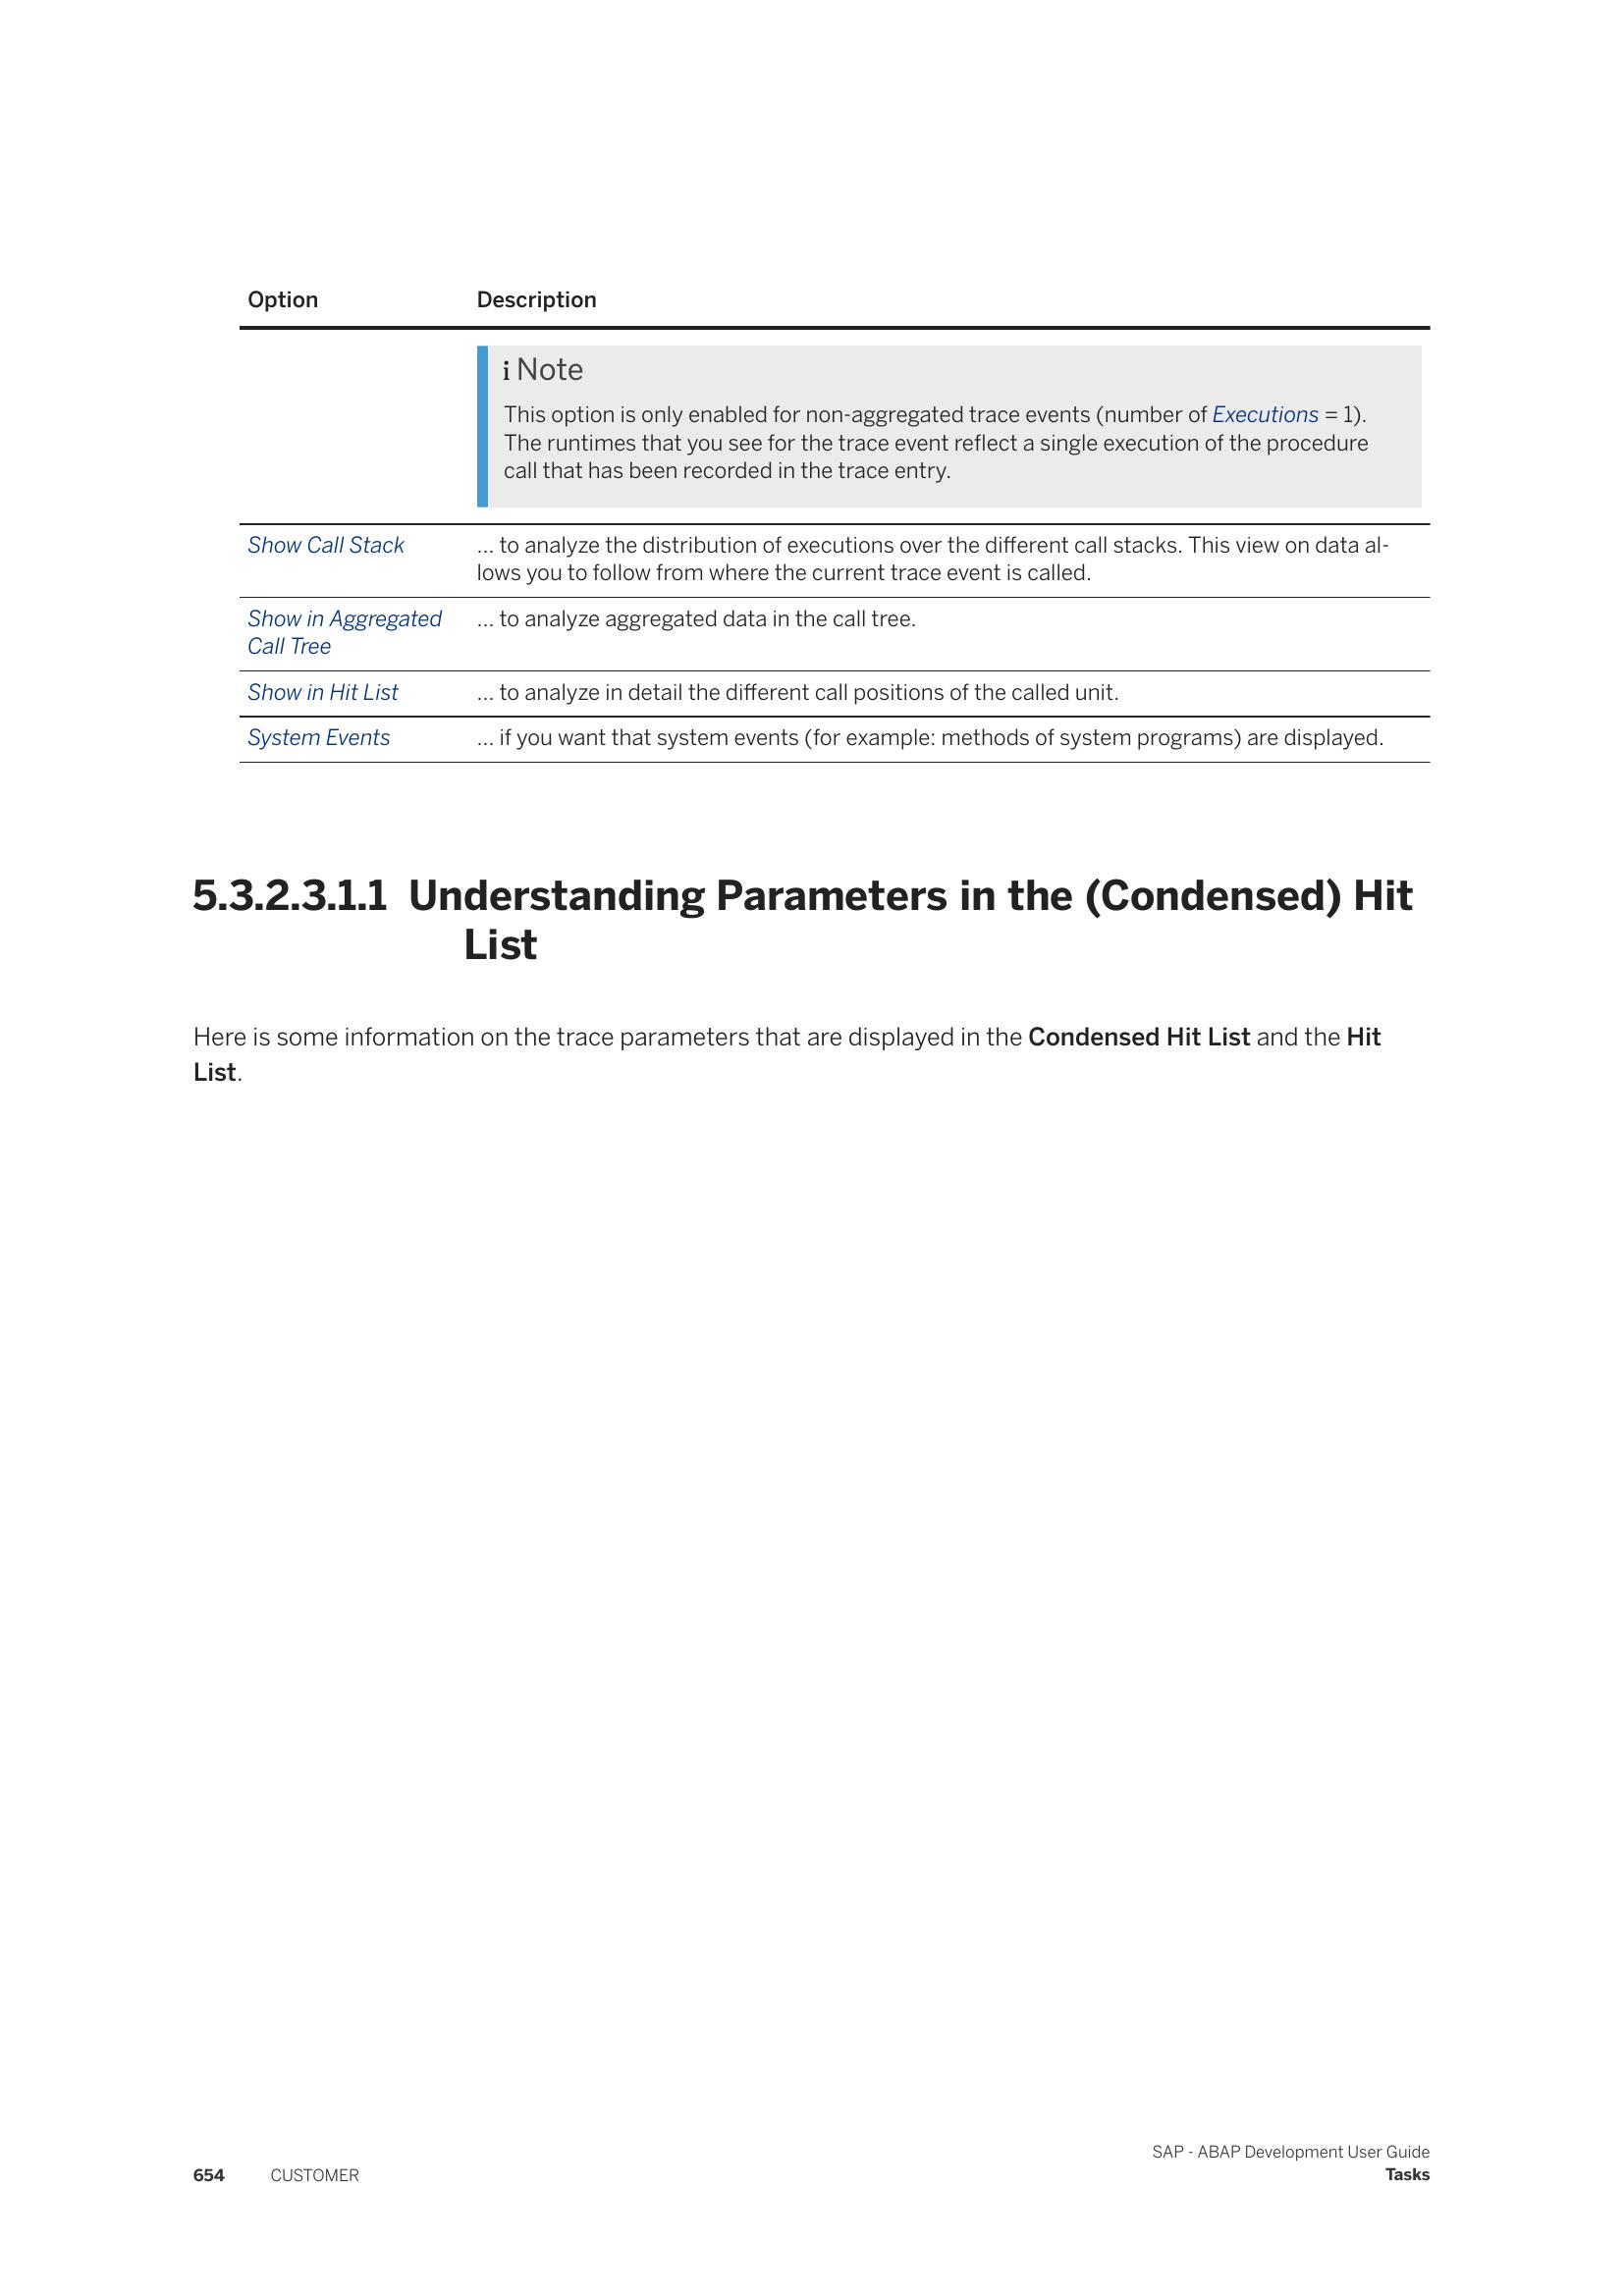 Option Description
i Note
This option is only enabled for non-aggregated trace events (number of Executions = 1).
The runtimes that you see for the trace event reflect a single execution of the procedure
call that has been recorded in the trace entry.
Show Call Stack ... to analyze the distribution of executions over the different call stacks. This view on data al-
lows you to follow from where the current trace event is called.
Show in Aggregated ... to analyze aggregated data in the call tree.
Call Tree
Show in Hit List ... to analyze in detail the different call positions of the called unit.
System Events ... if you want that system events (for example: methods of system programs) are displayed.
5.3.2.3.1.1 Understanding Parameters in the (Condensed) Hit
List
Here is some information on the trace parameters that are displayed in the Condensed Hit List and the Hit
List.
SAP - ABAP Development User Guide
654 CUSTOMER Tasks